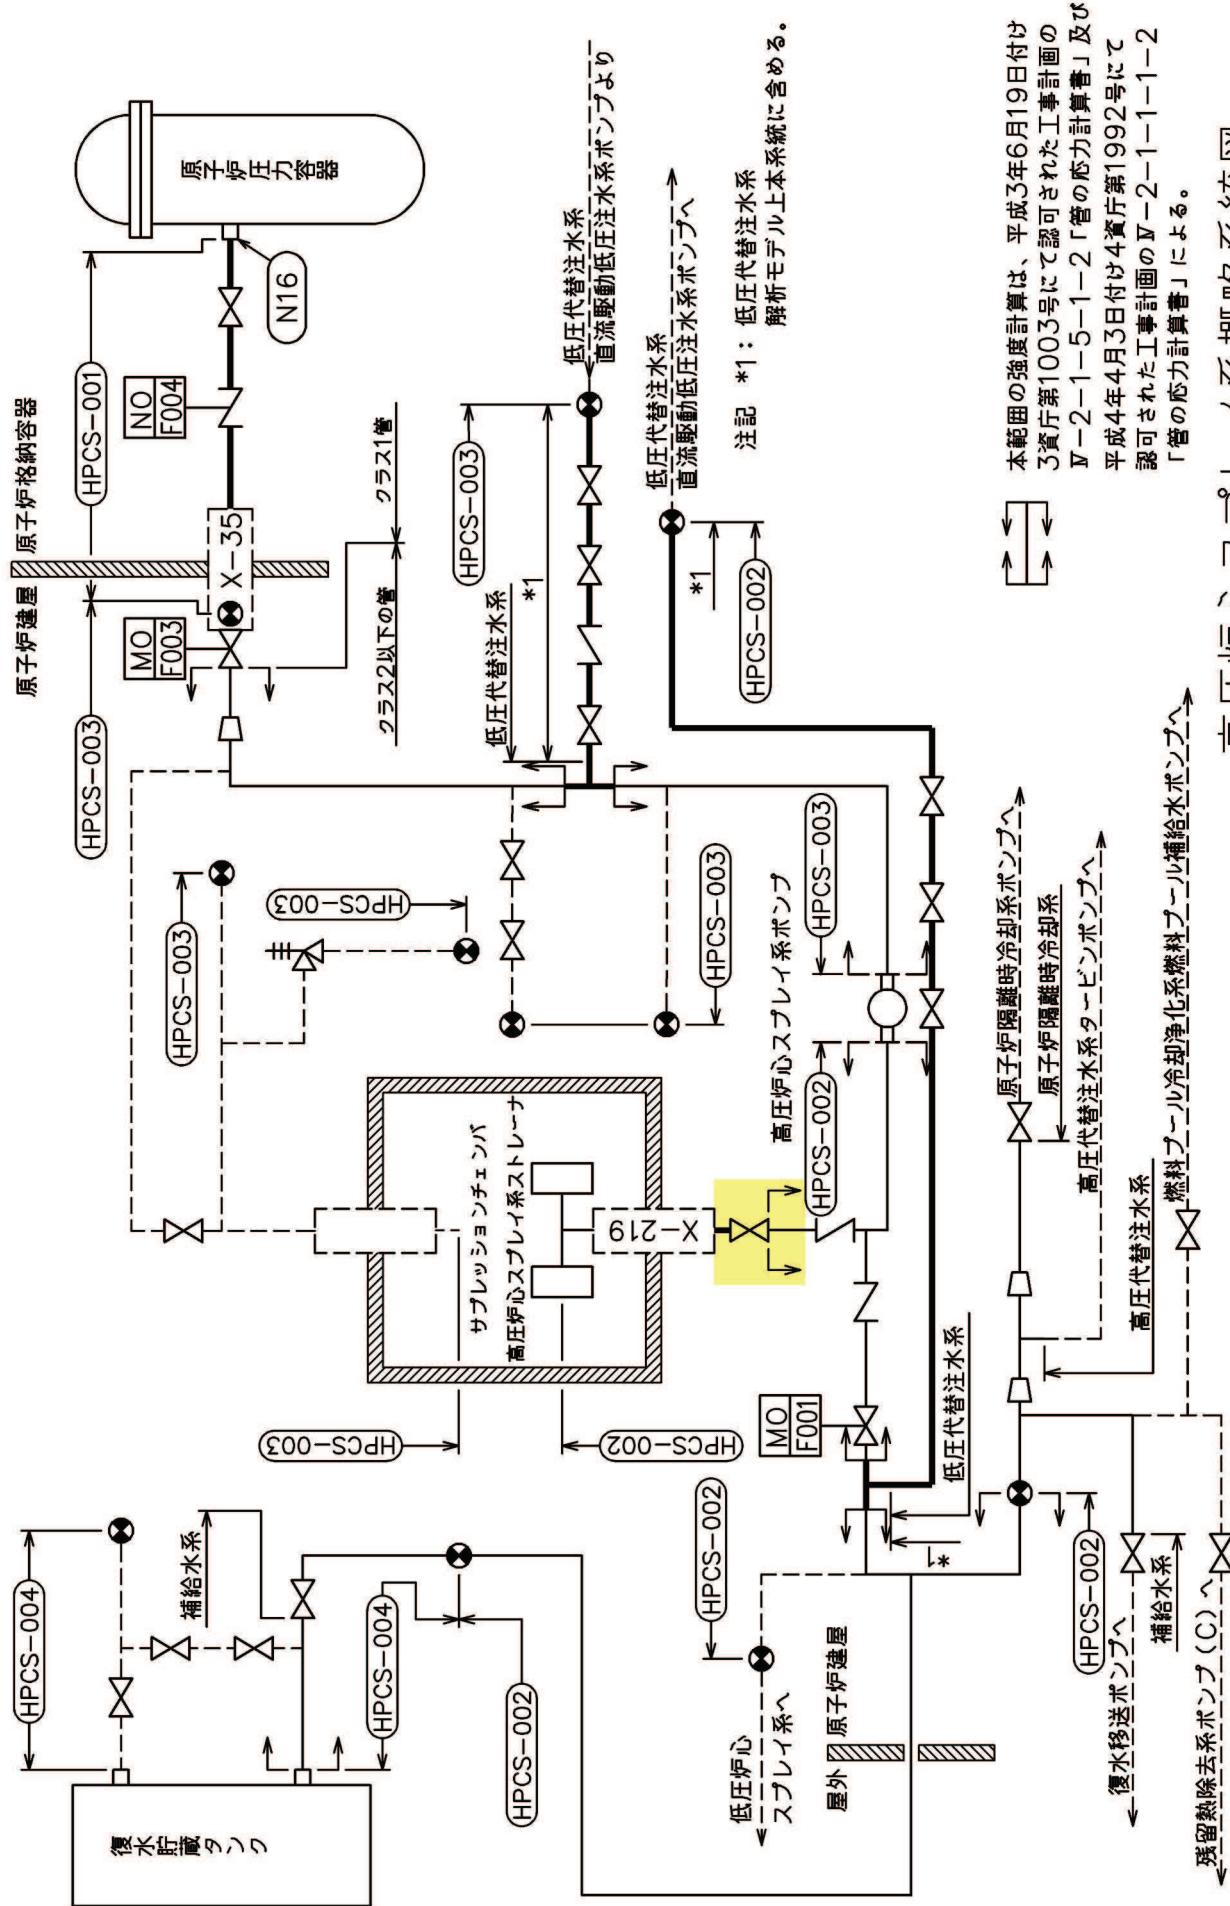 原子炉圧力容器
N16
HPCS-001
NO
F004
原子炉格納容器
原子炉建屋
X-35
MO
F003
HPCS-003
クラス1管
クラス2以下の管
HPCS-003
HPCS-003
低圧代替注水系
*1
HPCS-003
低圧代替注水系
直流駆動低圧注水系ポンプより
低圧代替注水系
直流駆動低圧注水系ポンプへ
*1
HPCS-002
注記 *1：低圧代替注水系
解析モデル上本系統に含める。
HPCS-003
サプレッションチェンバ
高圧炉心スプレイ系ストレーナ
X-219
HPCS-003
HPCS-002
高圧炉心スプレイ系ポンプ
HPCS-002
HPCS-003
MO
F001
低圧代替注水系
*1
原子炉隔離時冷却系ポンプへ
原子炉隔離時冷却系
高圧代替注水系タービンポンプへ
高圧代替注水系
燃料プール冷却浄化系燃料プール補給水ポンプへ
HPCS-004
補給水系
HPCS-004
HPCS-002
復水貯蔵タンク
HPCS-002
低圧炉心
スプレイ系へ
屋外
原子炉建屋
HPCS-002
復水移送ポンプへ
補給水系
残留熱除去系ポンプ(C)へ
本範囲の強度計算は、平成3年6月19日付け
3資庁第1003号にて認可された工事計画の
Ⅳ-2-1-5-1-2「管の応力計算書」及び
平成4年4月3日付け4資庁第1992号にて
認可された工事計画のⅣ-2-1-1-1-1-2
「管の応力計算書」による。